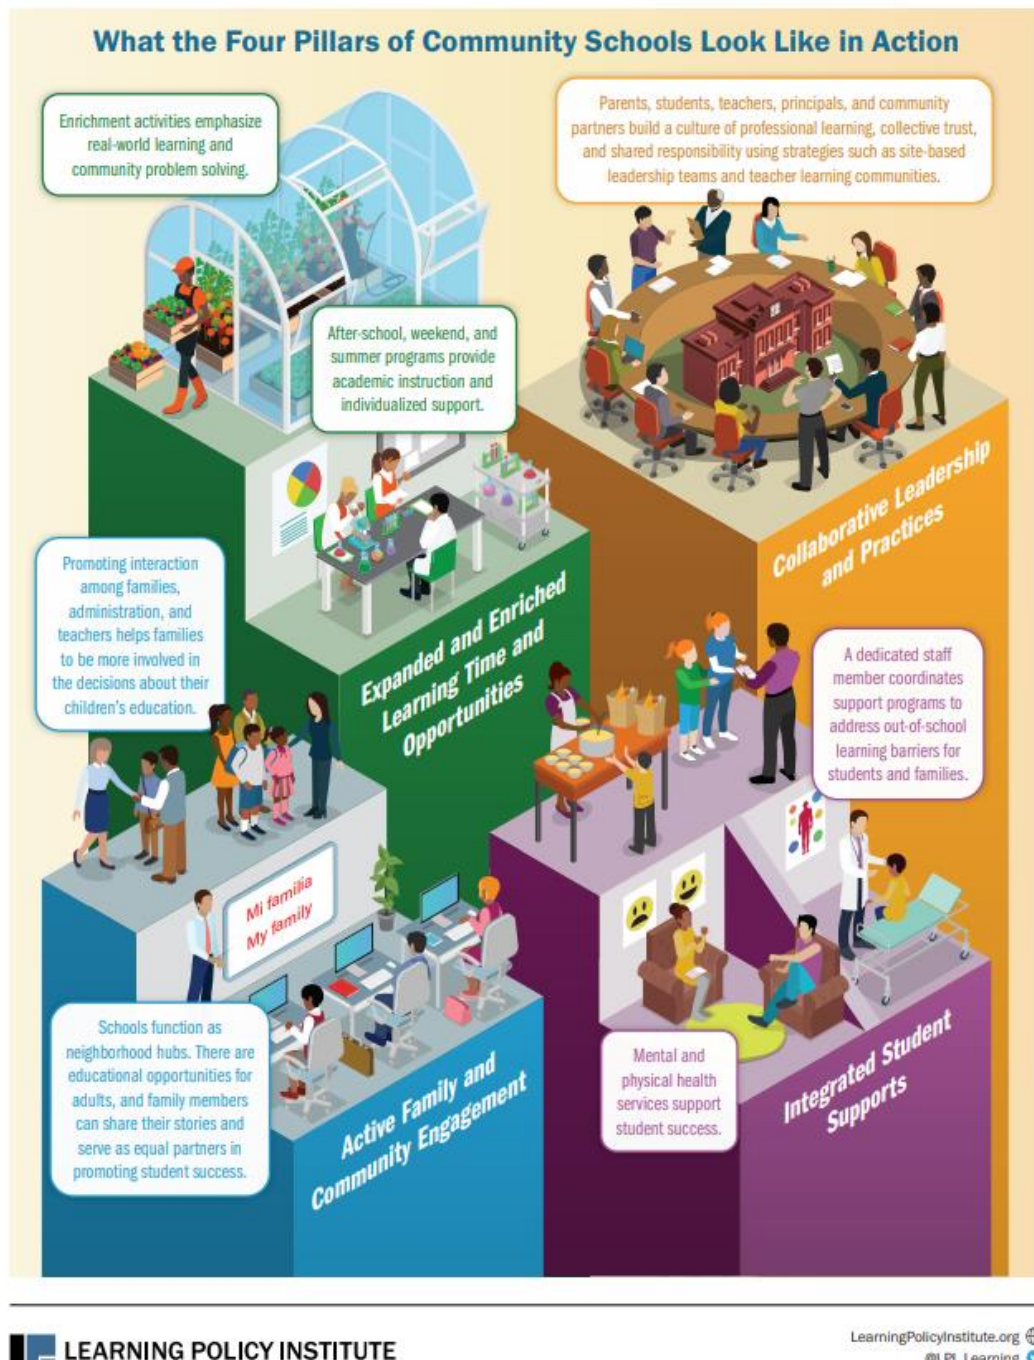 What the Four Pillars of Community Schools Look Like in Action
Enrichment activities emphasize
real-world learning and
community problem solving.
Parents, students, teachers, principals, and community
partners build a culture of professional learning, collective trust,
and shared responsibility using strategies such as site-based
leadership teams and teacher learning communities.
After-school, weekend, and
summer programs provide
academic instruction and
individualized support.
Collaborative Leadership
and Practices
Expanded and Enriched
Learning Time and
Opportunities
Promoting interaction
among families,
administration, and
teachers helps families
to be more involved in
the decisions about their
children's education.
A dedicated staff
member coordinates
support programs to
address out-of-school
learning barriers for
students and families.
Mi familia
My family
Schools function as
neighborhood hubs. There are
educational opportunities for
adults, and family members
can share their stories and
serve as equal partners in
promoting student success.
Active Family and
Community Engagement
Mental and
physical health
services support
student success.
Integrated Student
Supports
LEARNING POLICY INSTITUTE
LearningPolicyInstitute.org
@LPI_Learning